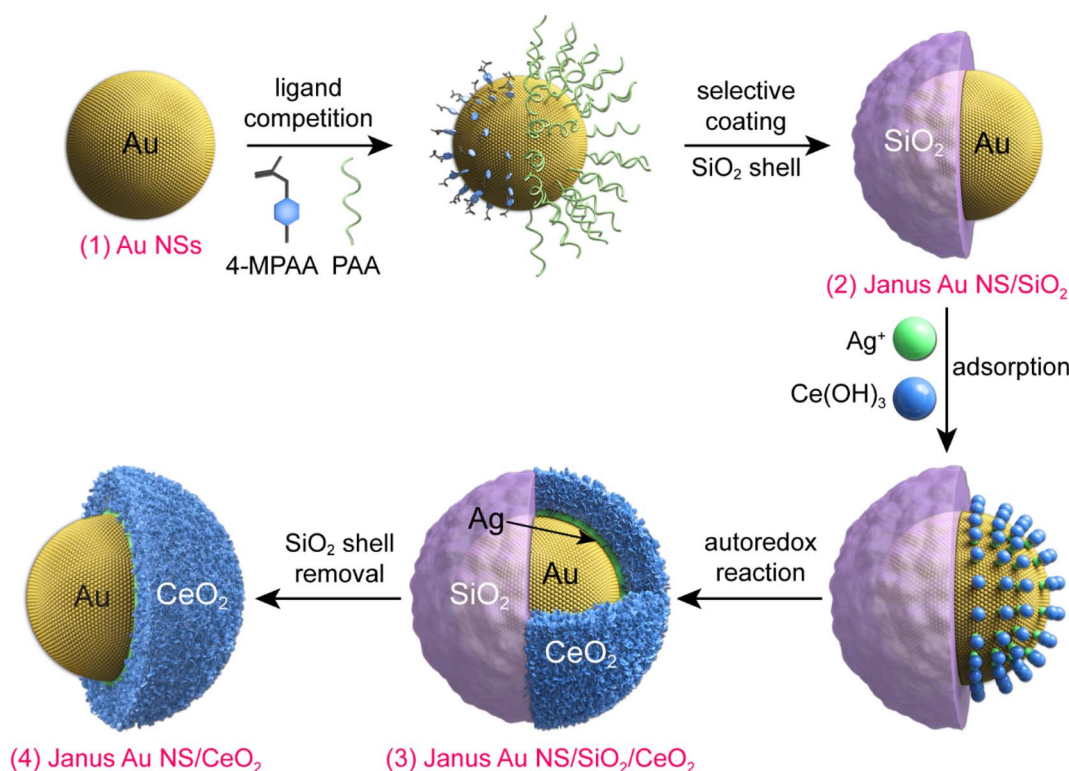 Au
(1) Au NSs
ligand
competition
4-MPAA PAA
selective
coating
SiO₂ shell
SiO₂
Au
(2) Janus Au NS/SiO₂
Ag⁺
Ce(OH)₃
adsorption
autoredox
reaction
Ag
Au
SiO₂
CeO₂
(3) Janus Au NS/SiO₂/CeO₂
SiO₂ shell
removal
Au
CeO₂
(4) Janus Au NS/CeO₂